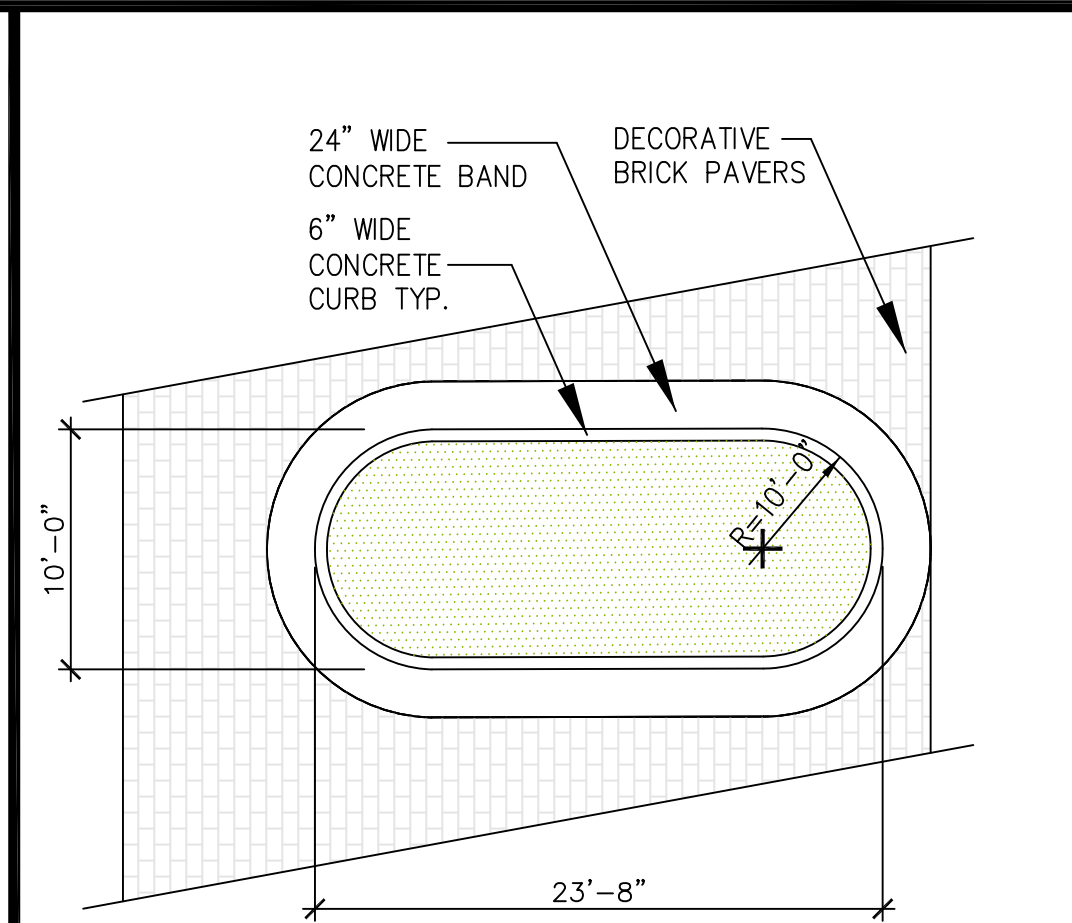 24” WIDE
CONCRETE BAND
DECORATIVE
BRICK PAVERS
6” WIDE
CONCRETE
CURB TYP.
R=10’–0”
10’–0”
23’–8”